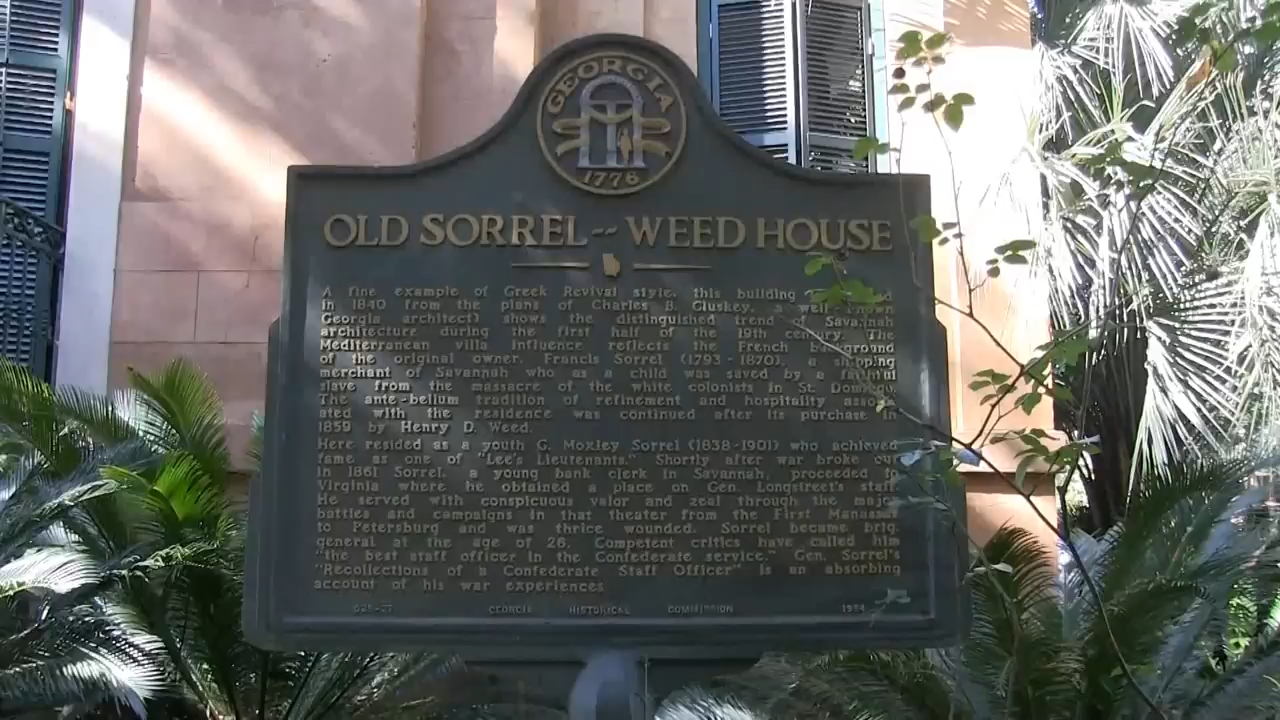 GEORGIA
1776
OLD SORREL -- WEED HOUSE
A fine example of Greek Revival style, this building
in 1840 from the plans of Charles B. Cluskey, a well-known
Georgia architect, shows the distinguished trend of Savannah
architecture during the first half of the 19th century. The
Mediterranean villa influence reflects the French background
of the original owner, Francis Sorrel (1793-1870), a shipping
merchant of Savannah who as a child was saved by a faithful
slave from the massacre of the white colonists in St. Domingo.
The ante-bellum tradition of refinement and hospitality associ-
ated with the residence was continued after its purchase in
1859 by Henry D. Weed.
Here resided as a youth G. Moxley Sorrel (1838-1901) who achieved
fame as one of "Lee's Lieutenants." Shortly after war broke out
in 1861 Sorrel, a young bank clerk in Savannah, proceeded to
Virginia where he obtained a place on Gen. Longstreet's staff.
He served with conspicuous valor and zeal through the major
battles and campaigns in that theater from the First Manassas
to Petersburg and was thrice wounded. Sorrel became brig.
general at the age of 26. Competent critics have called him
"the best staff officer in the Confederate service." Gen. Sorrel's
"Recollections of a Confederate Staff Officer" is an absorbing
account of his war experiences
025-27 GEORGIA HISTORICAL COMMISSION 1954